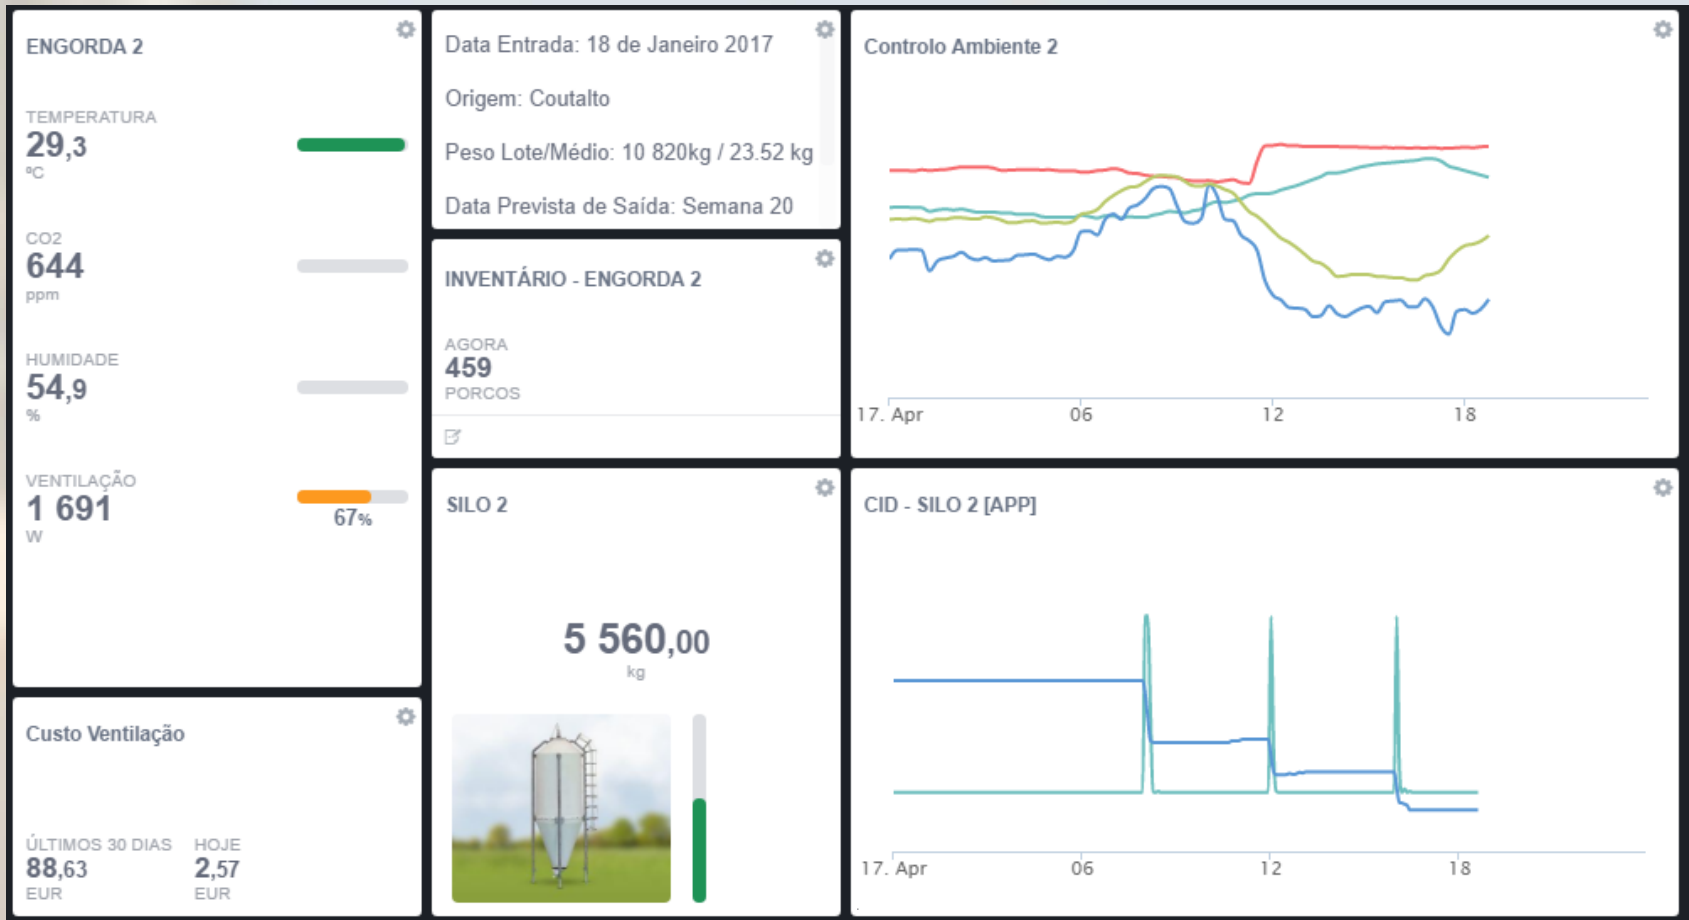 ENGORDA 2
TEMPERATURA
29,3
ºC
CO2
644
ppm
HUMIDADE
54,9
%
VENTILAÇÃO
1 691
W
67%
Custo Ventilação
ÚLTIMOS 30 DIAS
88,63
EUR
HOJE
2,57
EUR
Data Entrada: 18 de Janeiro 2017
Origem: Coutalto
Peso Lote/Médio: 10 820kg / 23.52 kg
Data Prevista de Saída: Semana 20
INVENTÁRIO - ENGORDA 2
AGORA
459
PORCOS
SILO 2
5 560,00
kg
Controlo Ambiente 2
17. Apr 06 12 18
CID - SILO 2 [APP]
17. Apr 06 12 18